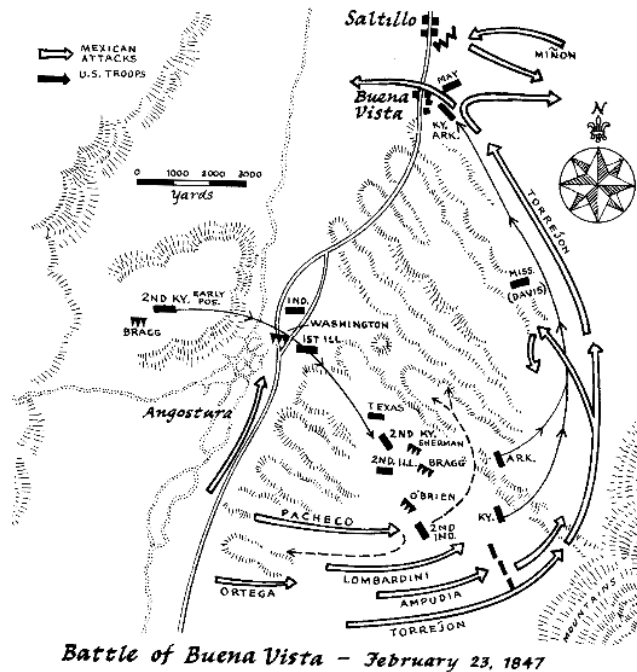 Saltillo
MEXICAN
ATTACKS
U.S. TROOPS
MIÑON
MAY
Buena
Vista
KY.
ARK.
N
0 1000 2000 3000
yards
TORREJON
MISS.
(DAVIS)
2ND KY.
EARLY
POS.
IND.
BRAGG
WASHINGTON
1ST ILL.
Angostura
TEXAS
2ND KY.
SHERMAN
2ND. ILL.
BRAGG
ARK.
O'BRIEN
KY.
PACHECO
2ND
IND.
LOMBARDINI
ORTEGA
AMPUDIA
TORREJON
MOUNTAINS
Battle of Buena Vista – February 23, 1847